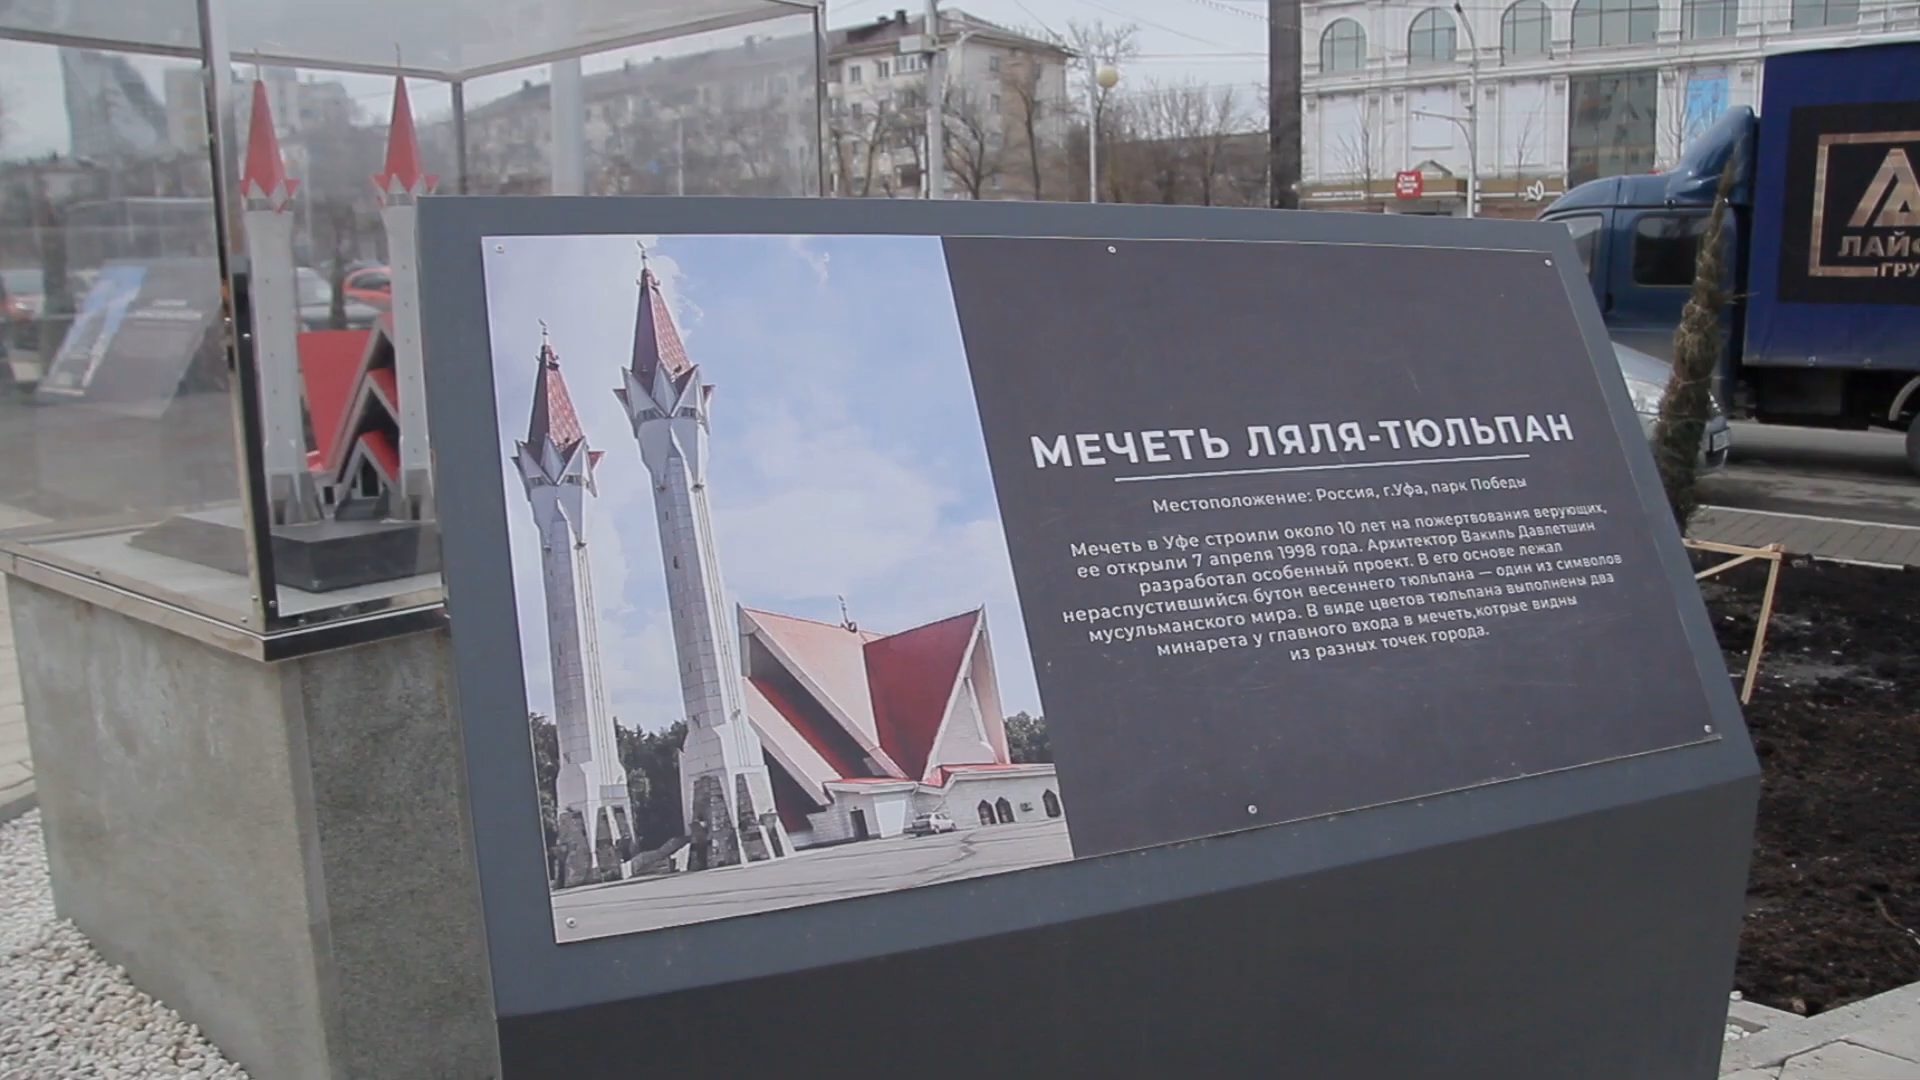 МЕЧЕТЬ ЛЯЛЯ-ТЮЛЬПАН
Местоположение: Россия, г.Уфа, парк Победы
Мечеть в Уфе строили около 10 лет на пожертвования верующих,
ее открыли 7 апреля 1998 года. Архитектор Вакиль Давлетшин
разработал особенный проект. В его основе лежал
нераспустившийся бутон весеннего тюльпана — один из символов
мусульманского мира. В виде цветов тюльпана выполнены два
минарета у главного входа в мечеть,котрые видны
из разных точек города.
ЛАЙФ
ГРУ